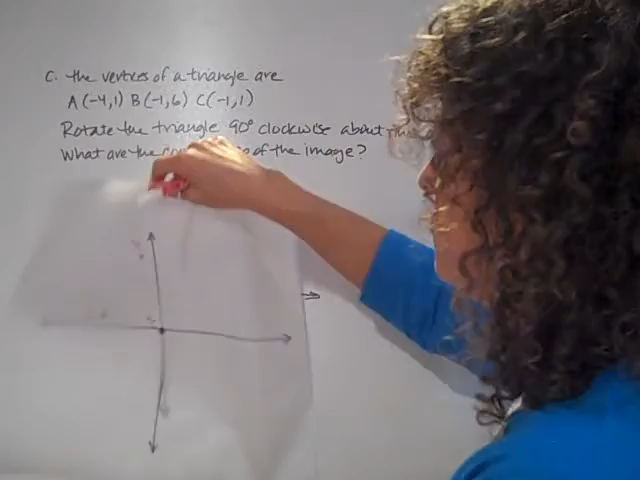 C. the vertices of a triangle are
A (-4,1) B (-1,6) C (-1,1)
Rotate the triangle 90° clockwise about
What are the of the image?